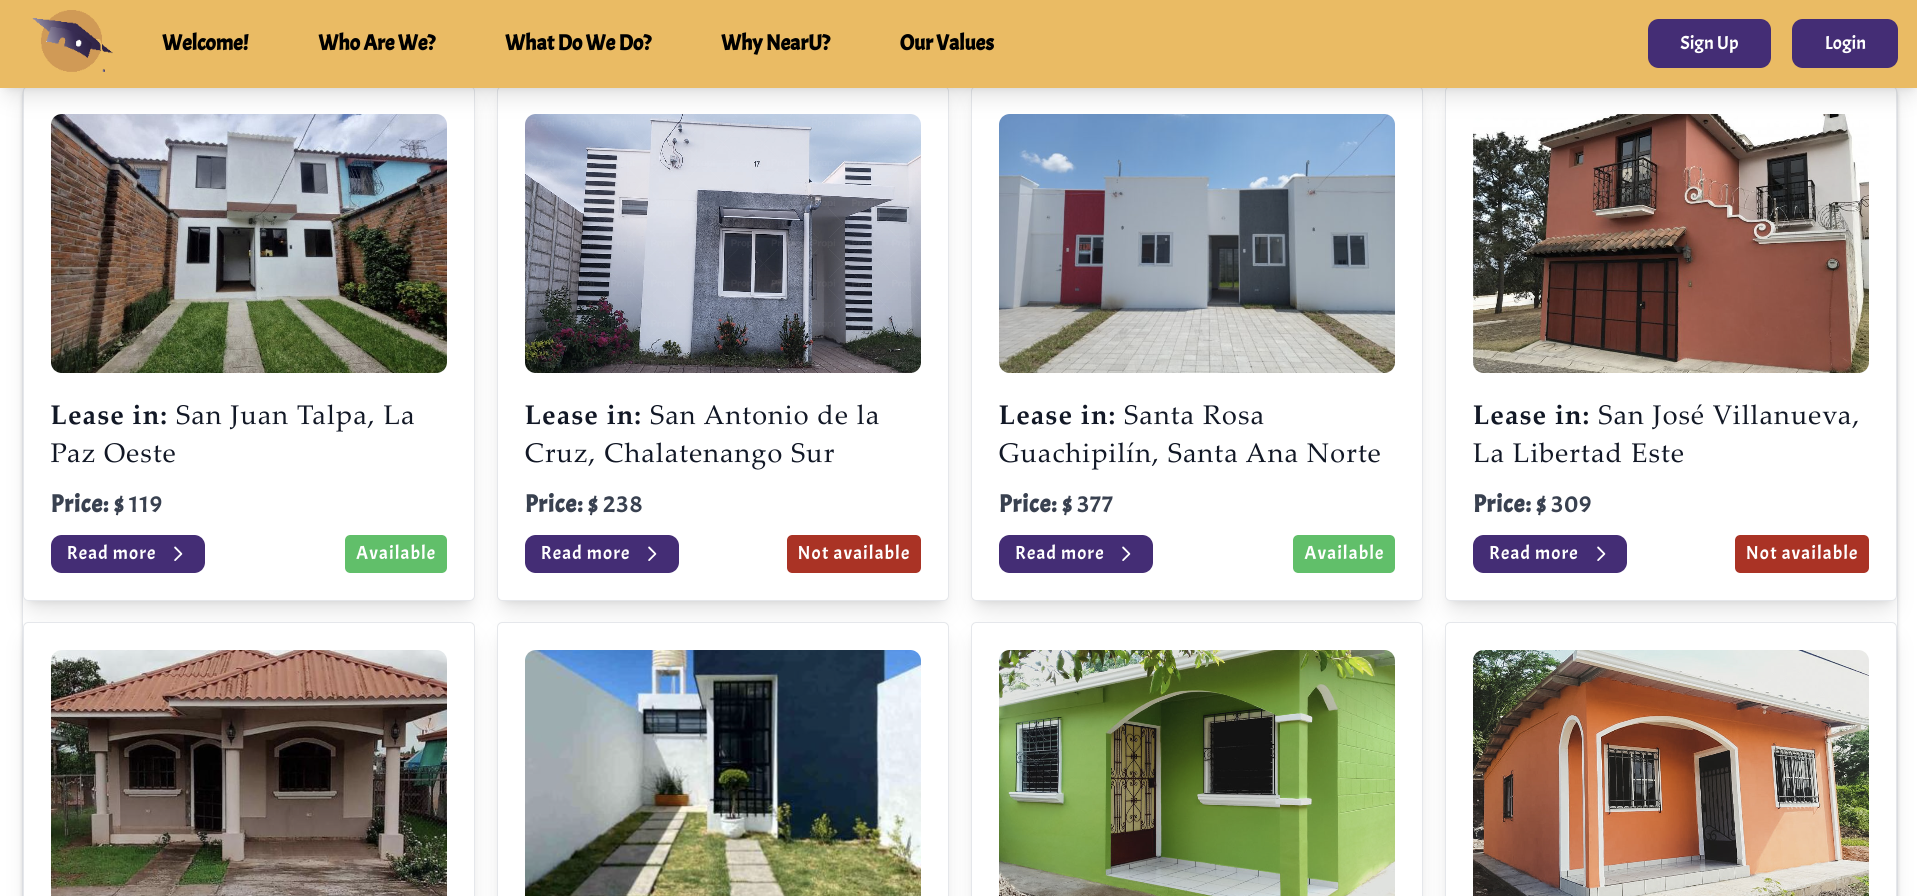 Welcome!
Who Are We?
What Do We Do?
Why NearU?
Our Values
Sign Up
Login
17
Lease in: San Juan Talpa, La
Paz Oeste
Price: $ 119
Read more
Available
Lease in: San Antonio de la
Cruz, Chalatenango Sur
Price: $ 238
Read more
Not available
Lease in: Santa Rosa
Guachipilín, Santa Ana Norte
Price: $ 377
Read more
Available
Lease in: San José Villanueva,
La Libertad Este
Price: $ 309
Read more
Not available